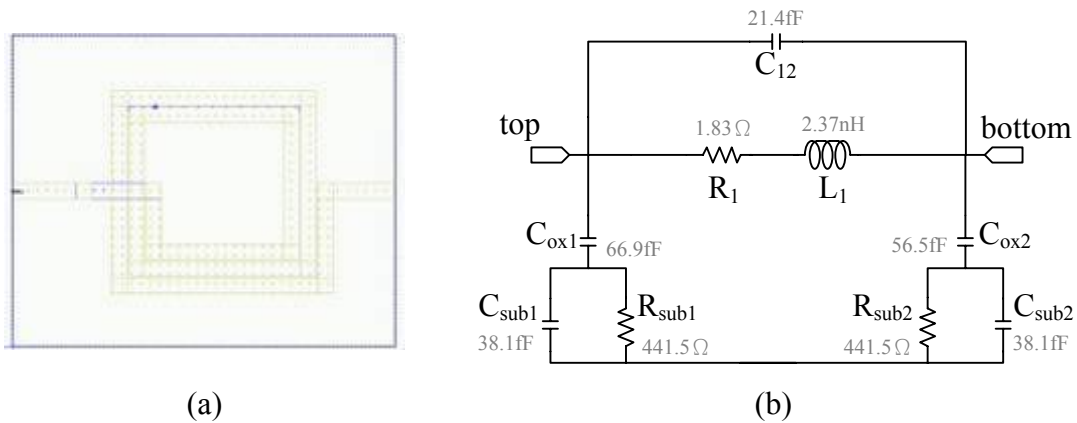 21.4fF
C12
top
1.83Ω
2.37nH
bottom
R1
L1
Cox1
66.9fF
56.5fF
Cox2
Csub1
Rsub1
Rsub2
Csub2
38.1fF
441.5Ω
441.5Ω
38.1fF
(a)
(b)